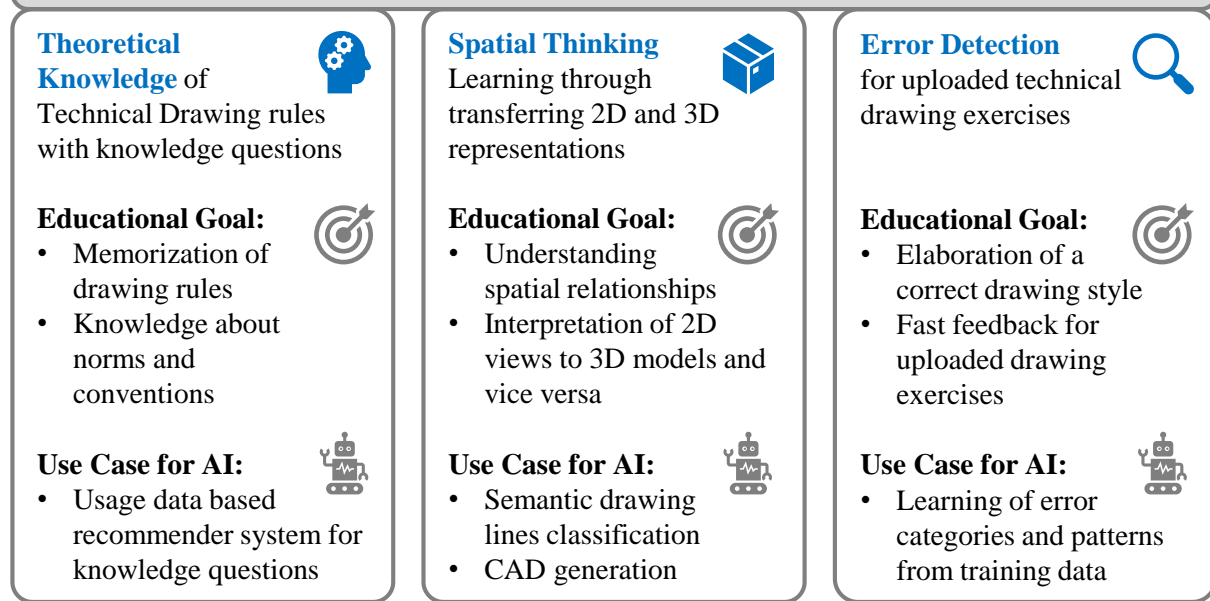 Theoretical
Knowledge of
Technical Drawing rules
with knowledge questions
Educational Goal:
• Memorization of
drawing rules
• Knowledge about
norms and
conventions
Use Case for AI:
• Usage data based
recommender system for
knowledge questions
Spatial Thinking
Learning through
transferring 2D and 3D
representations
Educational Goal:
• Understanding
spatial relationships
• Interpretation of 2D
views to 3D models and
vice versa
Use Case for AI:
• Semantic drawing
lines classification
• CAD generation
Error Detection
for uploaded technical
drawing exercises
Educational Goal:
• Elaboration of a
correct drawing style
• Fast feedback for
uploaded drawing
exercises
Use Case for AI:
• Learning of error
categories and patterns
from training data